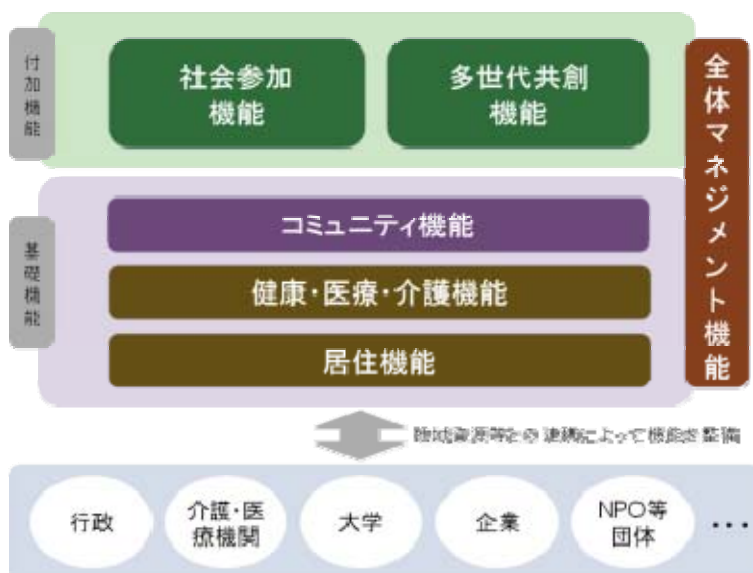 付加機能
社会参加
機能
多世代共創
機能
全体マネジメント機能
基礎機能
コミュニティ機能
健康・医療・介護機能
居住機能
地域資源等との連携によって機能を整備
行政
介護・医
療機関
大学
企業
NPO等
団体
・・・